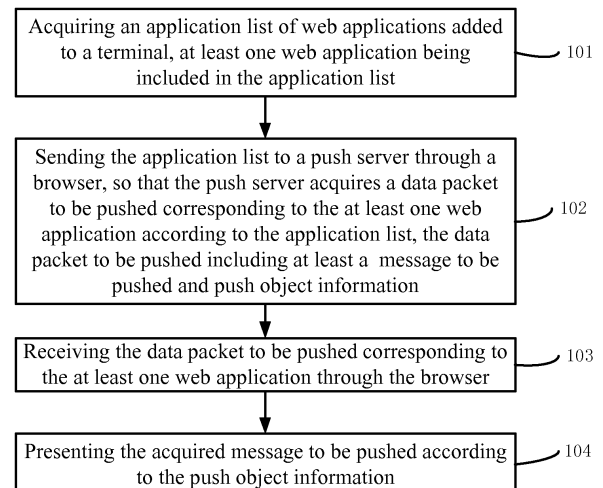 Acquiring an application list of web applications added
to a terminal, at least one web application being
included in the application list
101
Sending the application list to a push server through a
browser, so that the push server acquires a data packet
to be pushed corresponding to the at least one web
application according to the application list, the data
packet to be pushed including at least a message to be
pushed and push object information
102
Receiving the data packet to be pushed corresponding to
the at least one web application through the browser
103
Presenting the acquired message to be pushed according
to the push object information
104